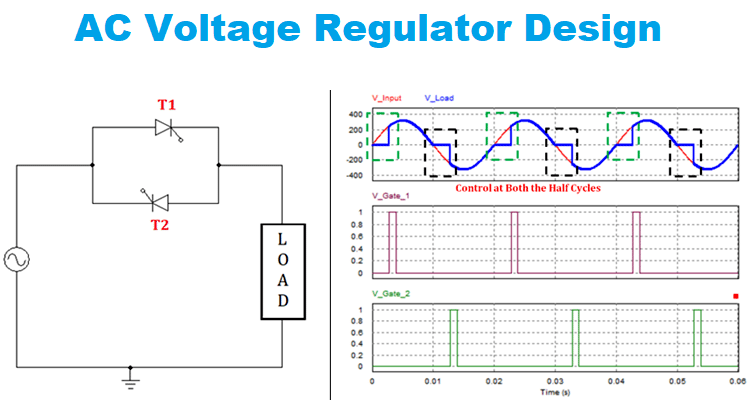 AC Voltage Regulator Design
T1
T2
L
O
A
D
V_Input V_Load
400
200
0
-200
-400
Control at Both the Half Cycles
V_Gate_1
1
0.8
0.6
0.4
0.2
0
V_Gate_2
1
0.8
0.6
0.4
0.2
0
0 0.01 0.02 0.03 0.04 0.05 0.06
Time (s)